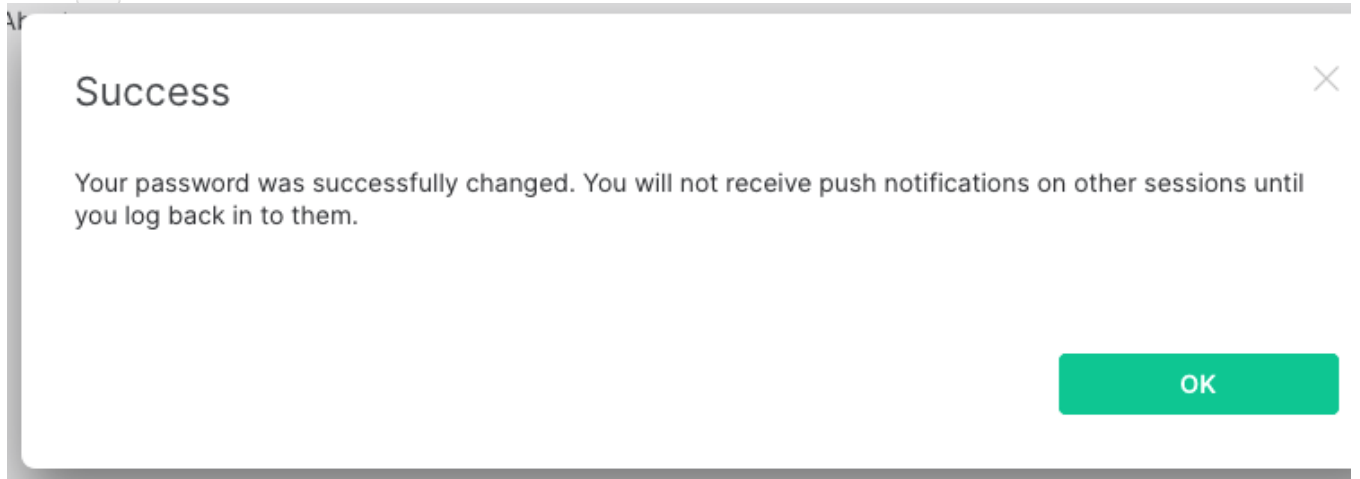 Success
Your password was successfully changed. You will not receive push notifications on other sessions until
you log back in to them.
OK